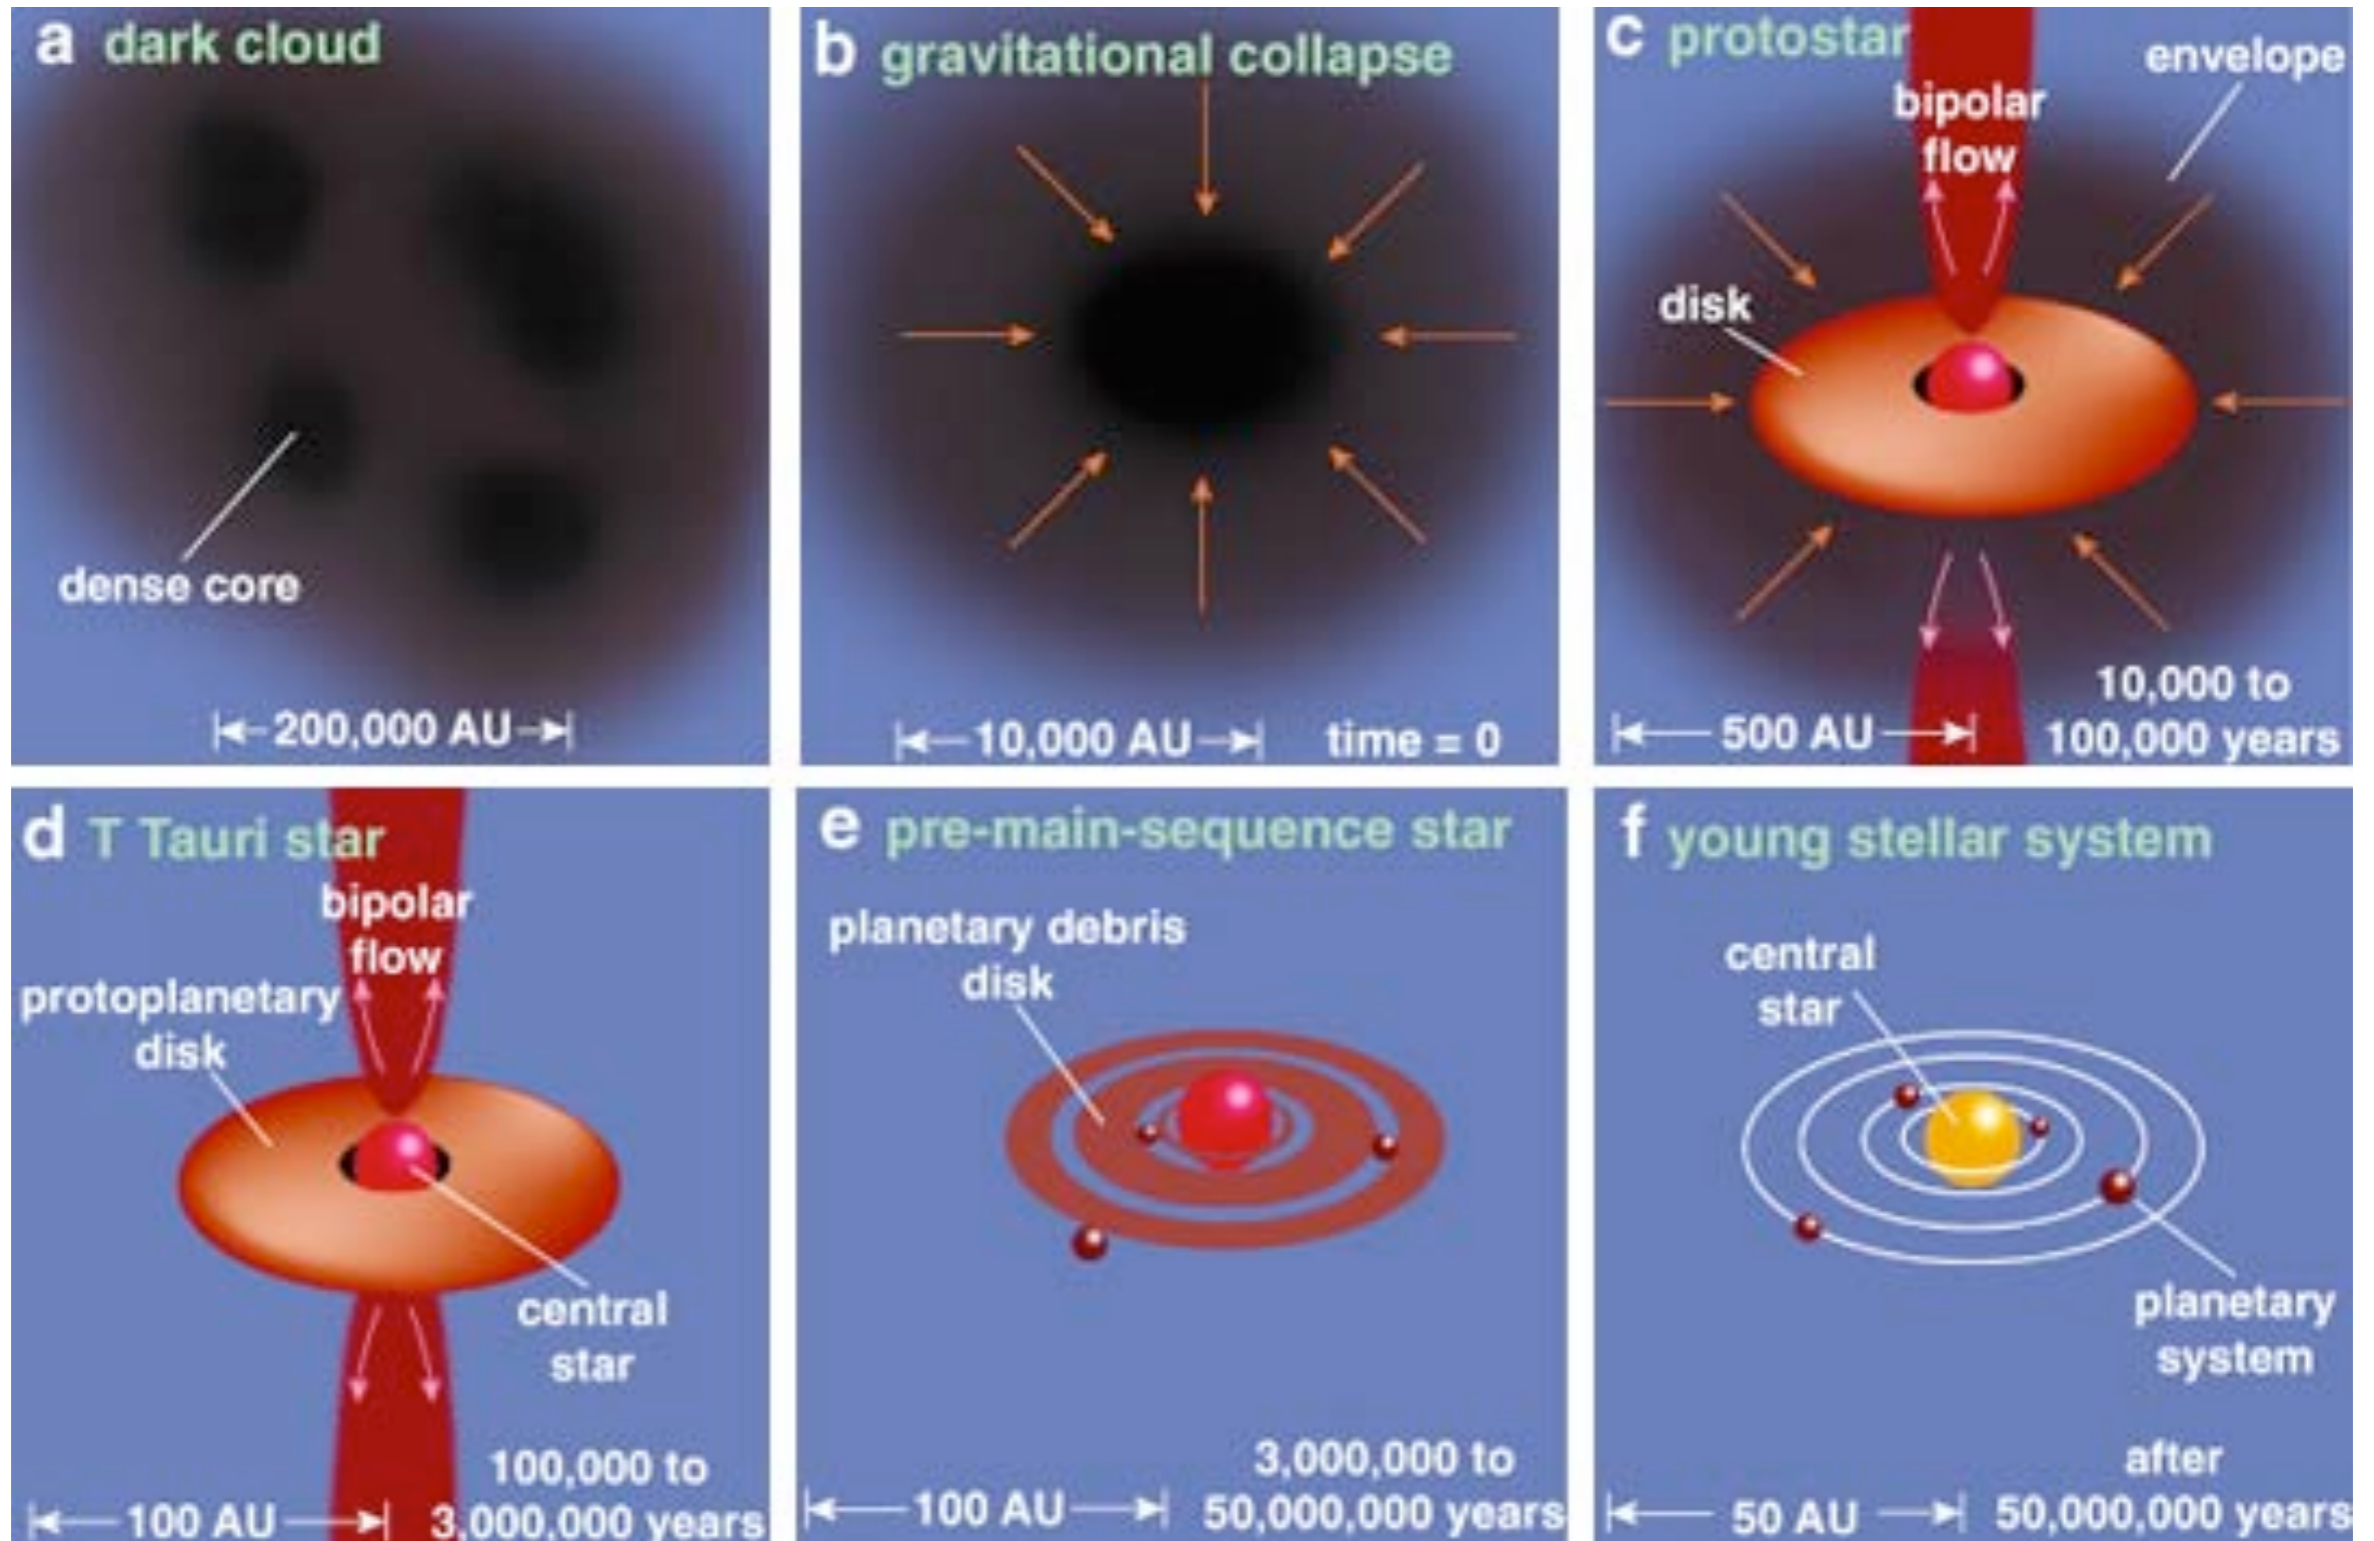 a dark cloud
dense core
200,000 AU
b gravitational collapse
10,000 AU
time = 0
c protostar
envelope
bipolar
flow
disk
500 AU
10,000 to
100,000 years
d T Tauri star
bipolar
flow
protoplanetary
disk
central
star
100 AU
100,000 to
3,000,000 years
e pre-main-sequence star
planetary debris
disk
100 AU
3,000,000 to
50,000,000 years
f young stellar system
central
star
planetary
system
50 AU
after
50,000,000 years